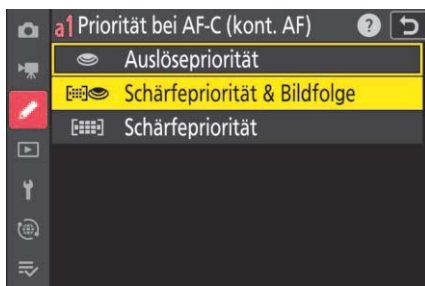 a1 Priorität bei AF-C (kont. AF)
Auslösepriorität
Schärfepriorität & Bildfolge
Schärfepriorität